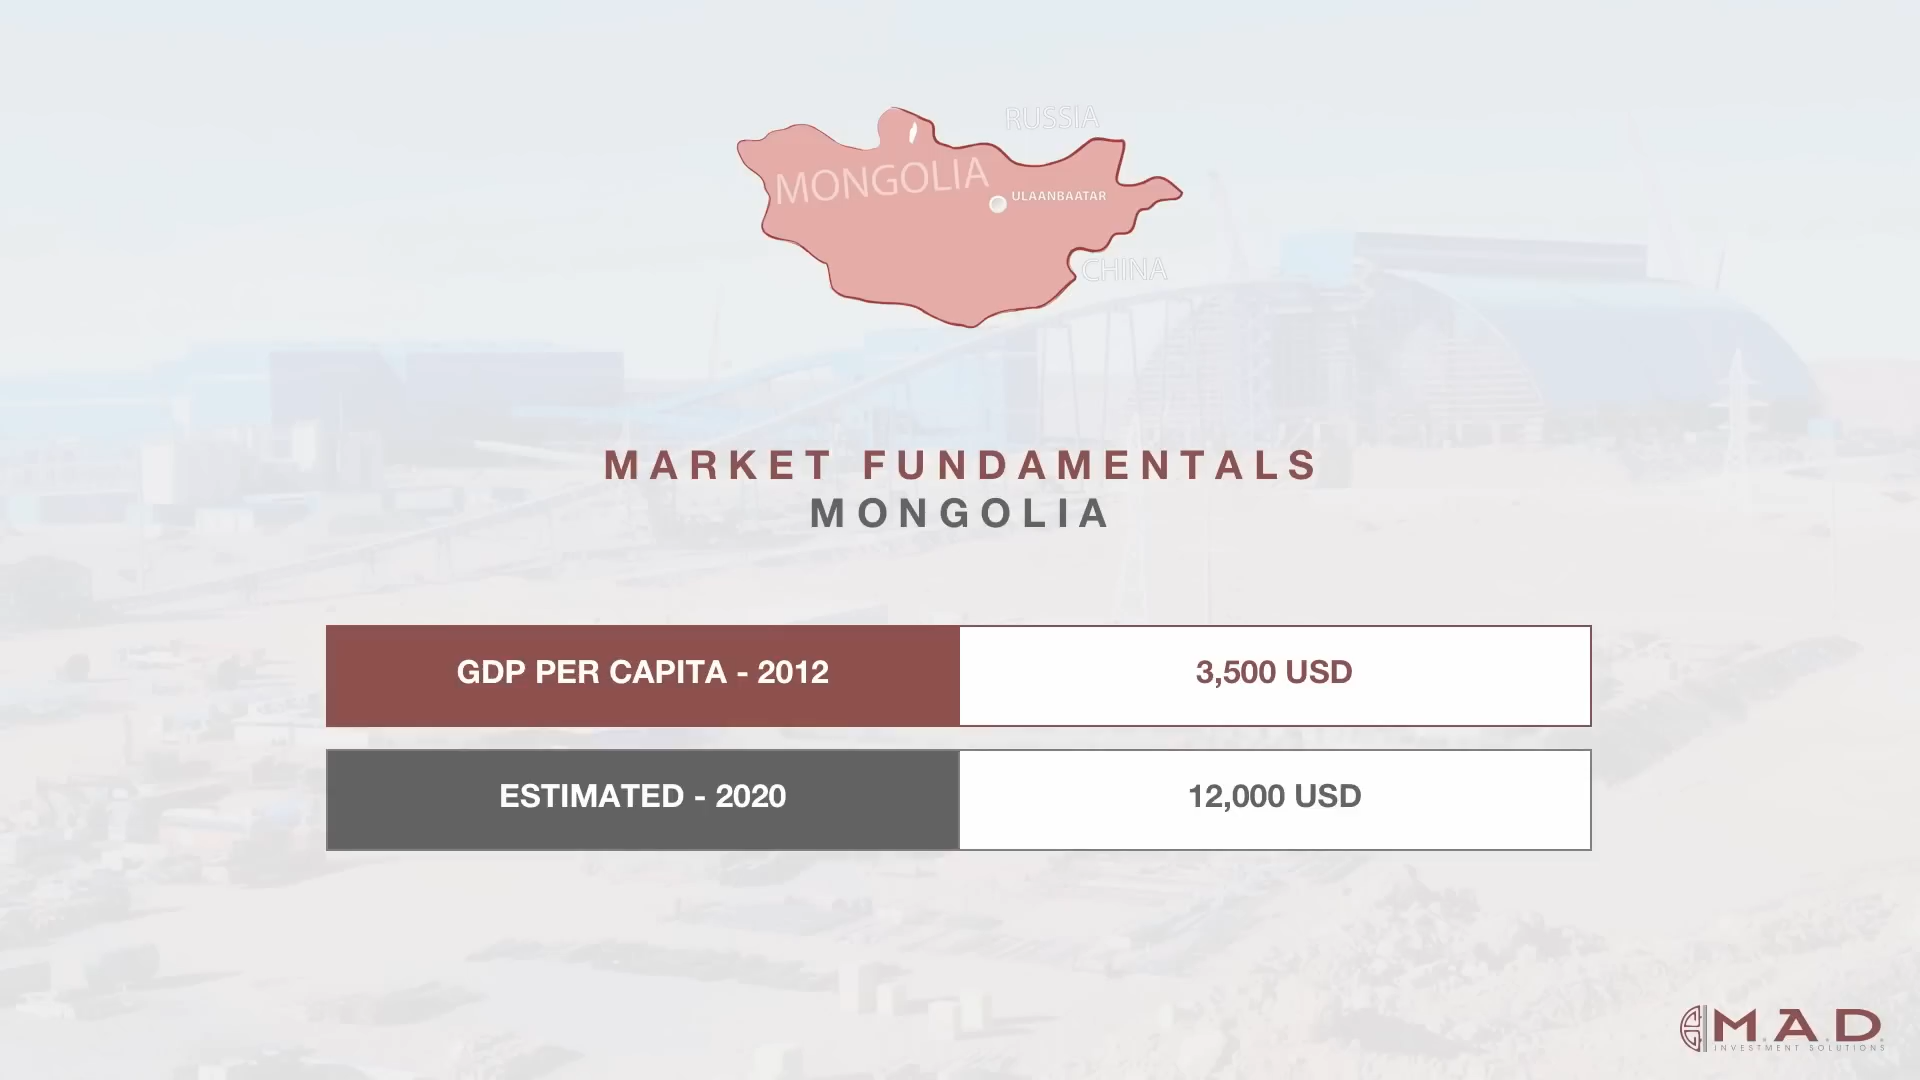 RUSSIA
MONGOLIA
ULAANBAATAR
CHINA
MARKET FUNDAMENTALS
MONGOLIA
GDP PER CAPITA - 2012 3,500 USD
ESTIMATED - 2020 12,000 USD
M.A.D.
INVESTMENT SOLUTIONS